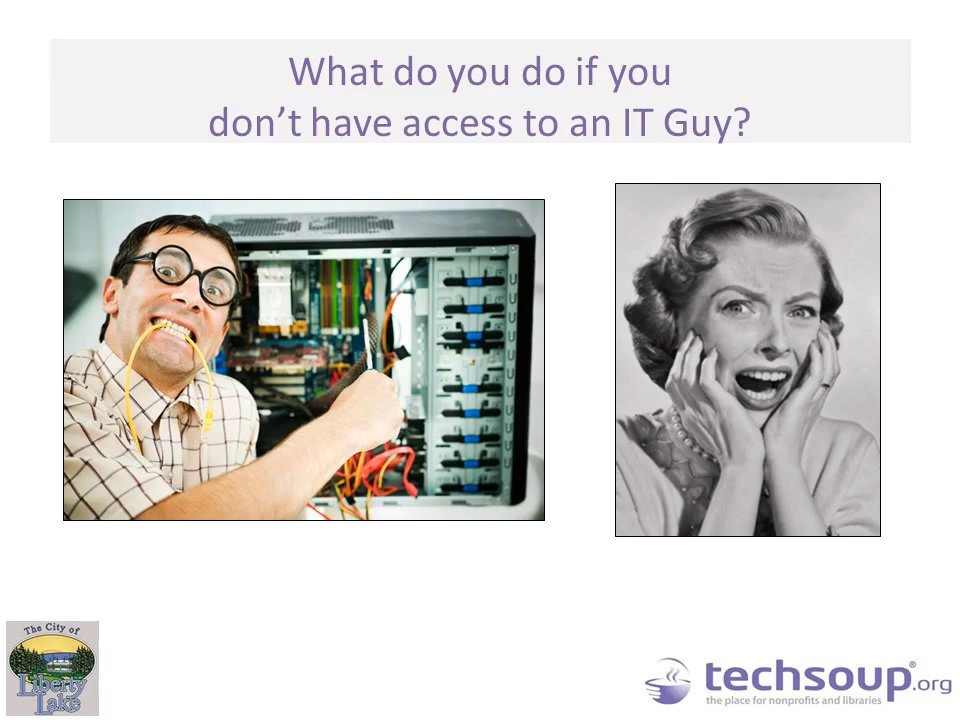 What do you do if you
don't have access to an IT Guy?
The City of
Liberty
Lake
techsoup®.org
the place for nonprofits and libraries